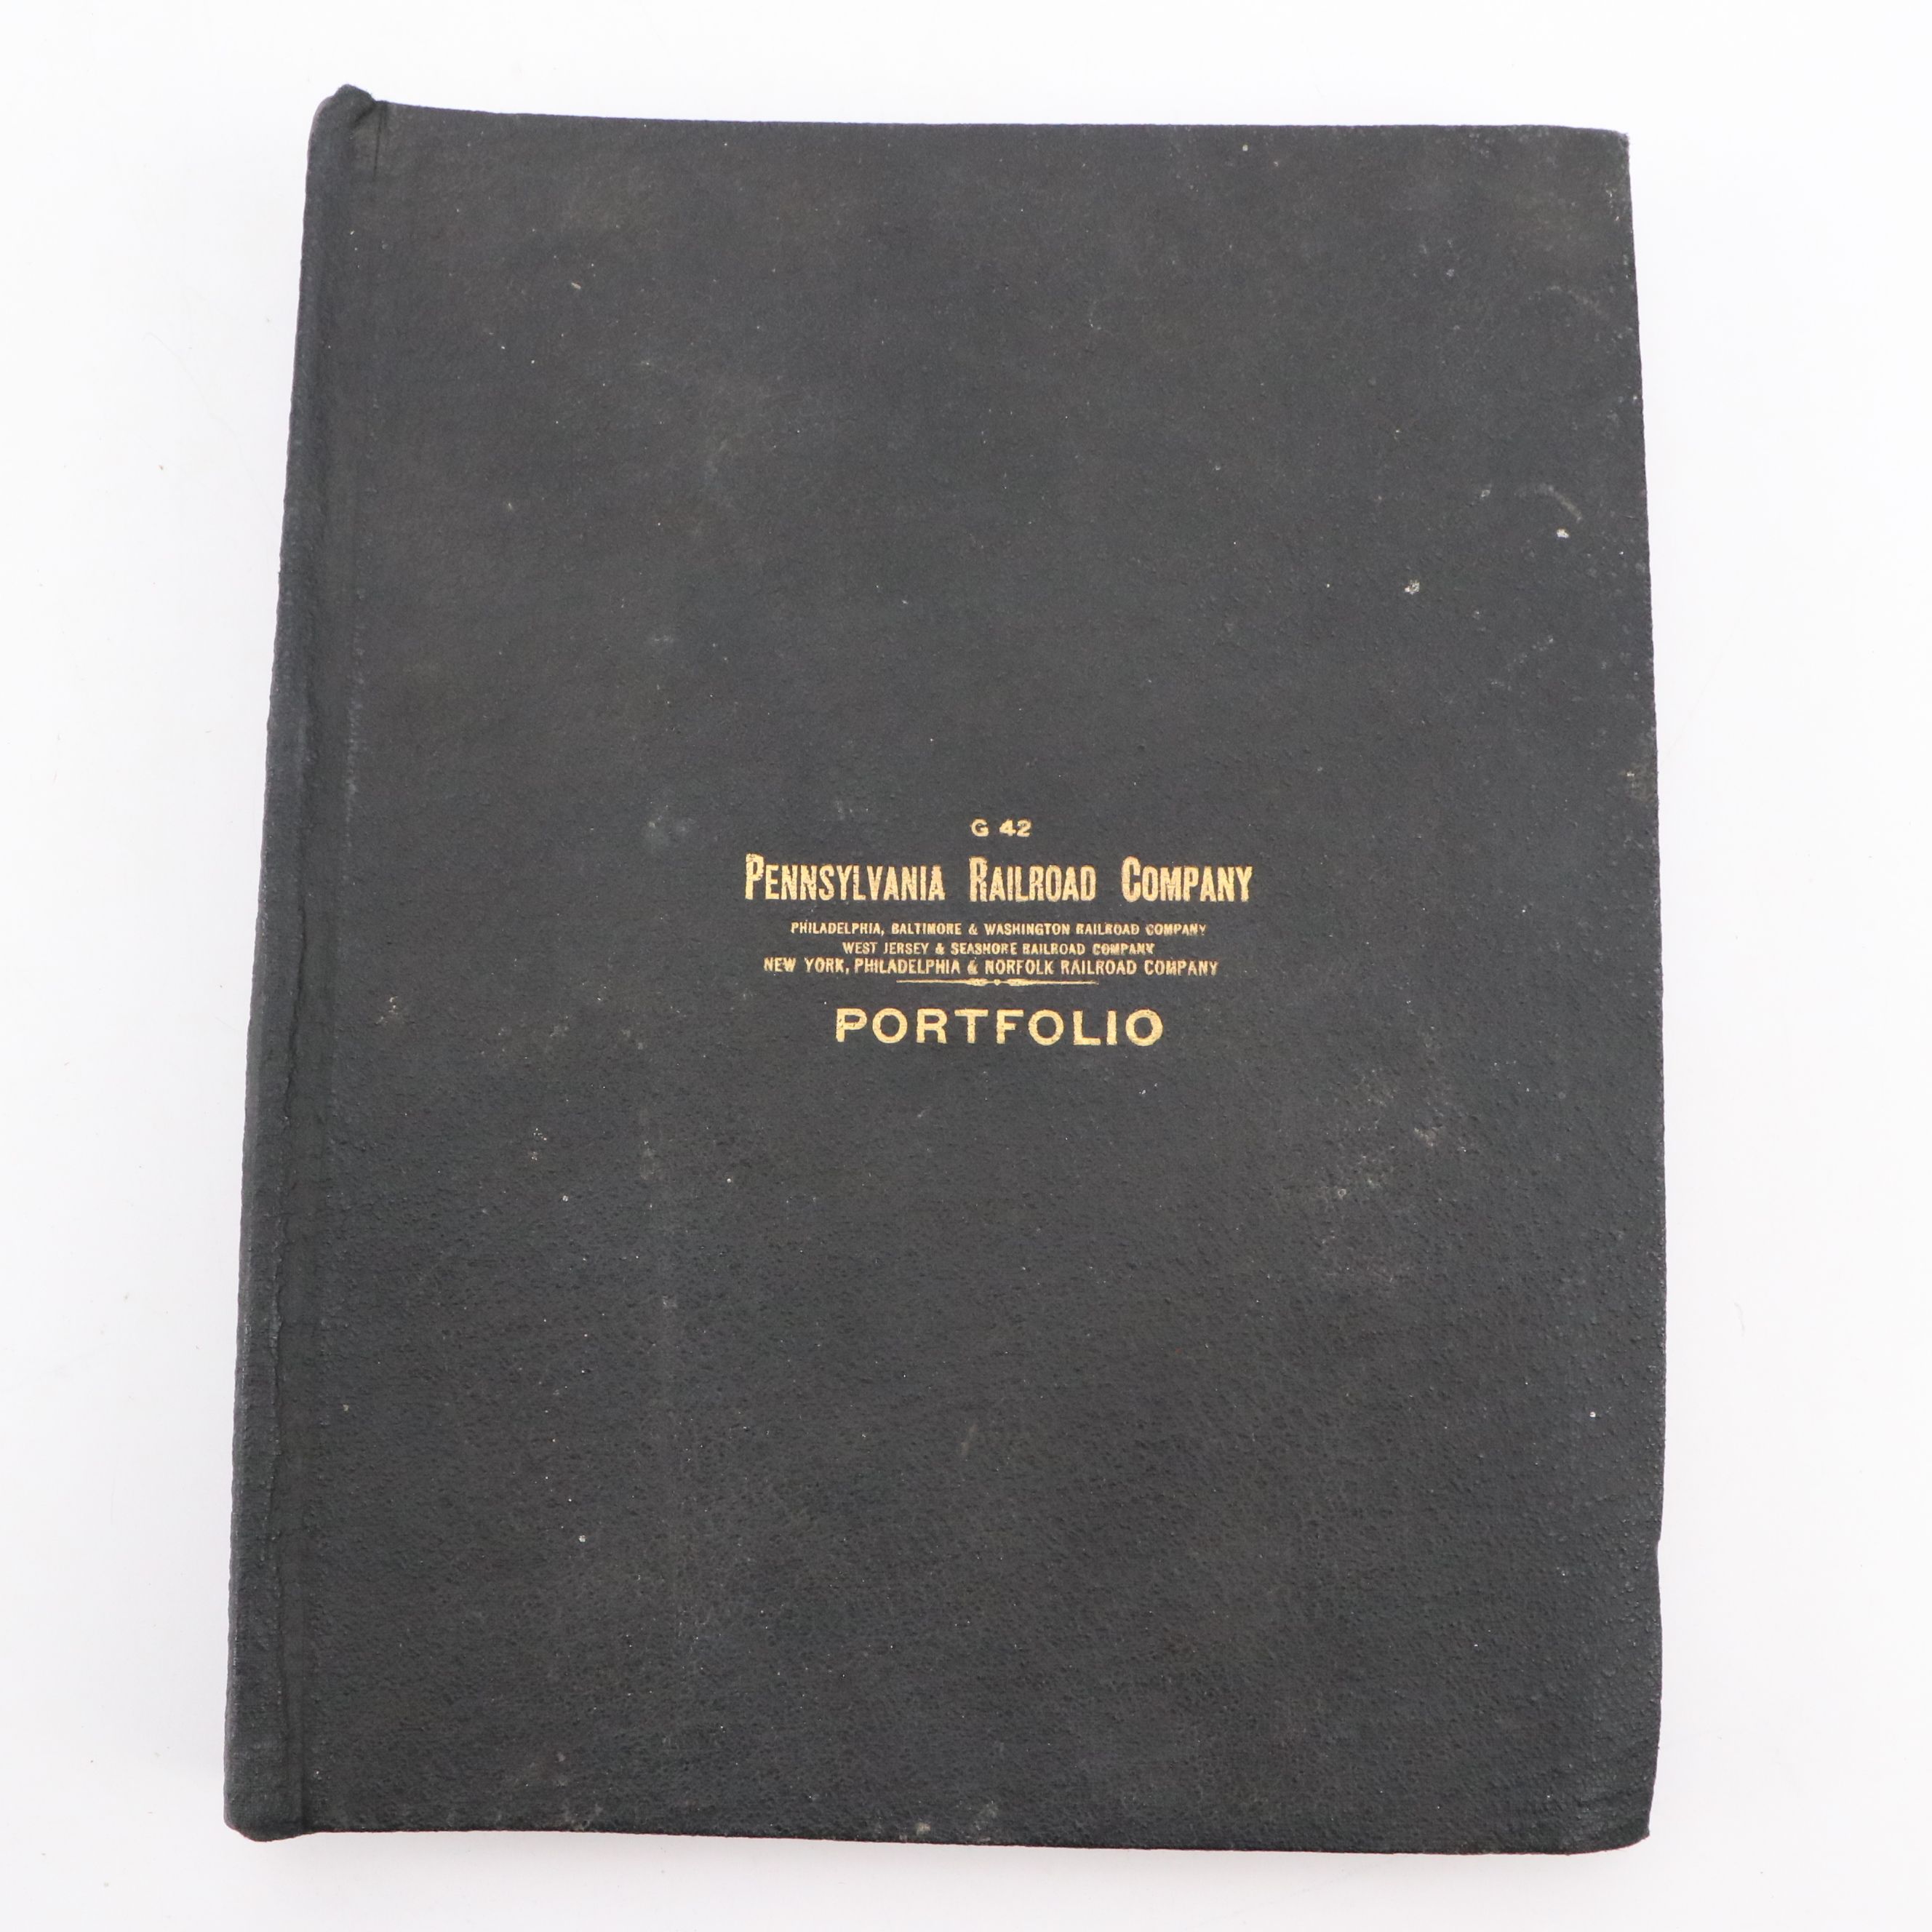 G 42
PENNSYLVANIA RAILROAD COMPANY
PHILADELPHIA, BALTIMORE & WASHINGTON RAILROAD COMPANY
WEST JERSEY & SEASHORE RAILROAD COMPANY
NEW YORK, PHILADELPHIA & NORFOLK RAILROAD COMPANY
PORTFOLIO